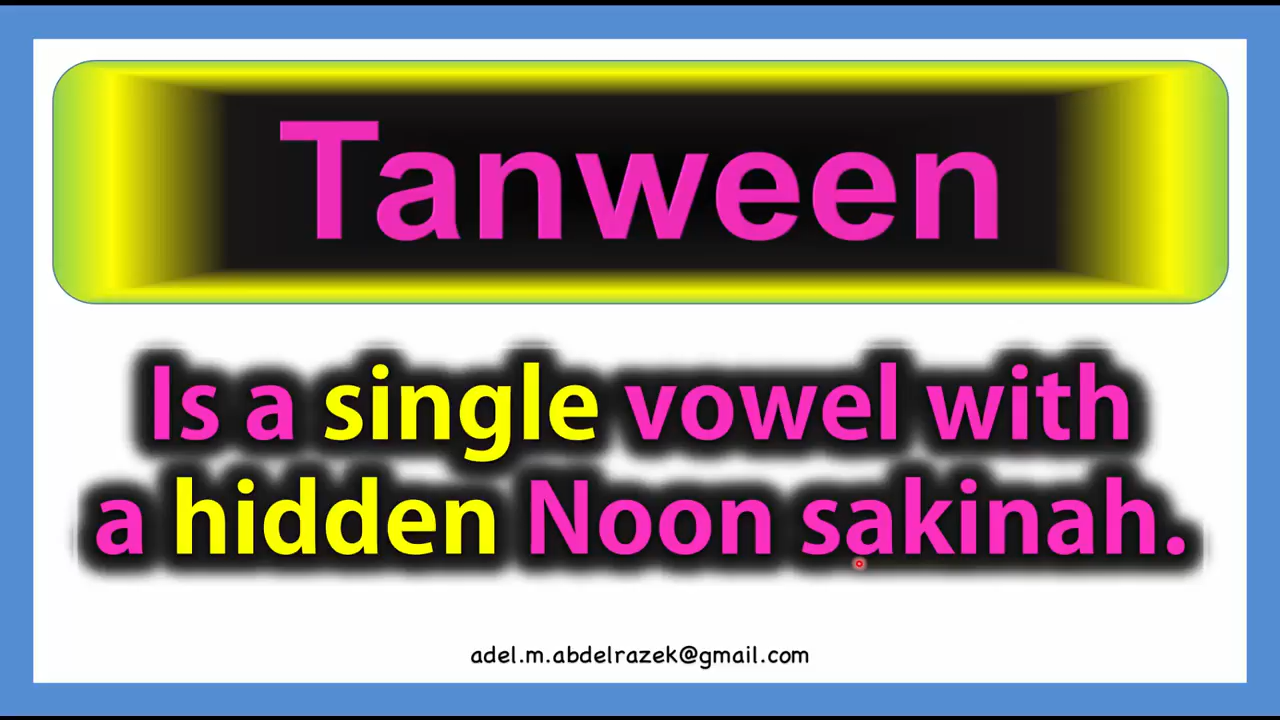 Tanween
Is a single vowel with
a hidden Noon sakinah.
adel.m.abdelrazek@gmail.com